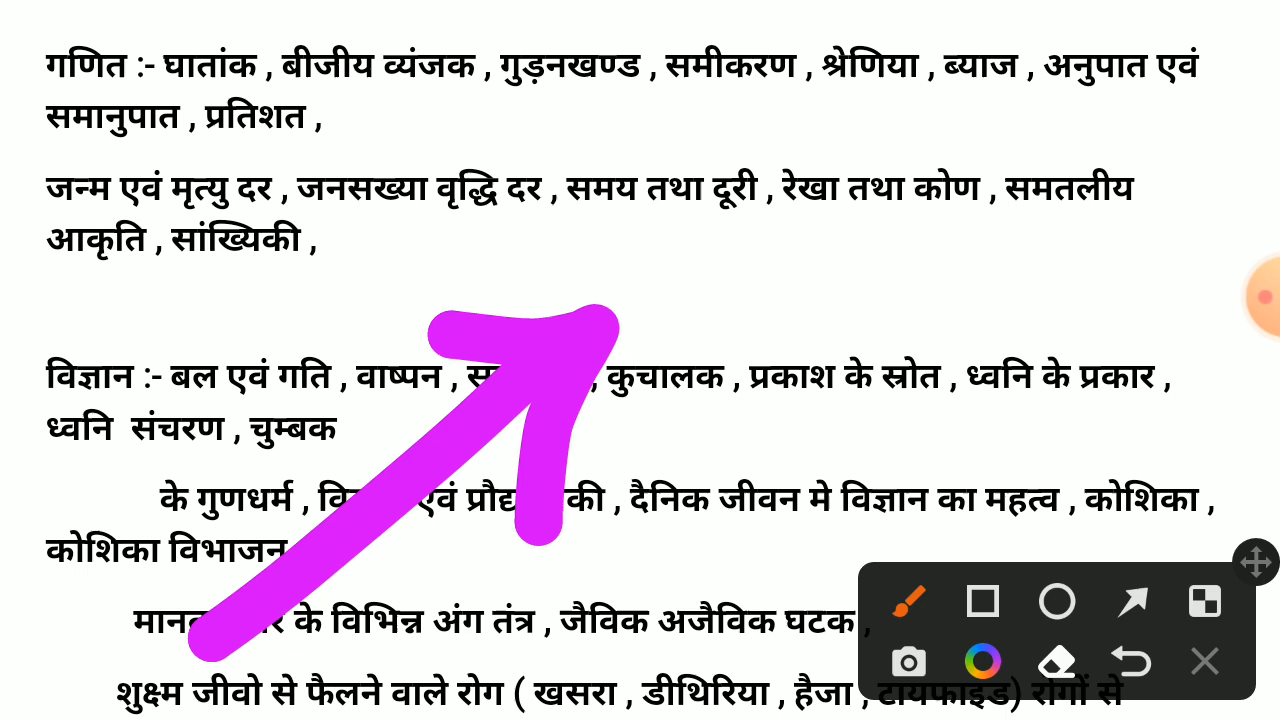 गणित :- घातांक , बीजीय व्यंजक , गुड़नखण्ड , समीकरण , श्रेणिया , ब्याज , अनुपात एवं
समानुपात , प्रतिशत ,
जन्म एवं मृत्यु दर , जनसख्या वृद्धि दर , समय तथा दूरी , रेखा तथा कोण , समतलीय
आकृति , सांख्यिकी ,
विज्ञान :- बल एवं गति , वाष्पन , , कुचालक , प्रकाश के स्रोत , ध्वनि के प्रकार ,
ध्वनि संचरण , चुम्बक
के गुणधर्म , एवं , दैनिक जीवन मे विज्ञान का महत्व , कोशिका ,
कोशिका विभाजन
के विभिन्न अंग तंत्र , जैविक अजैविक घटक ,
शुक्ष्म जीवो से फैलने वाले रोग ( खसरा , डीथिरिया , हैजा , टायफाइड) रोगों से